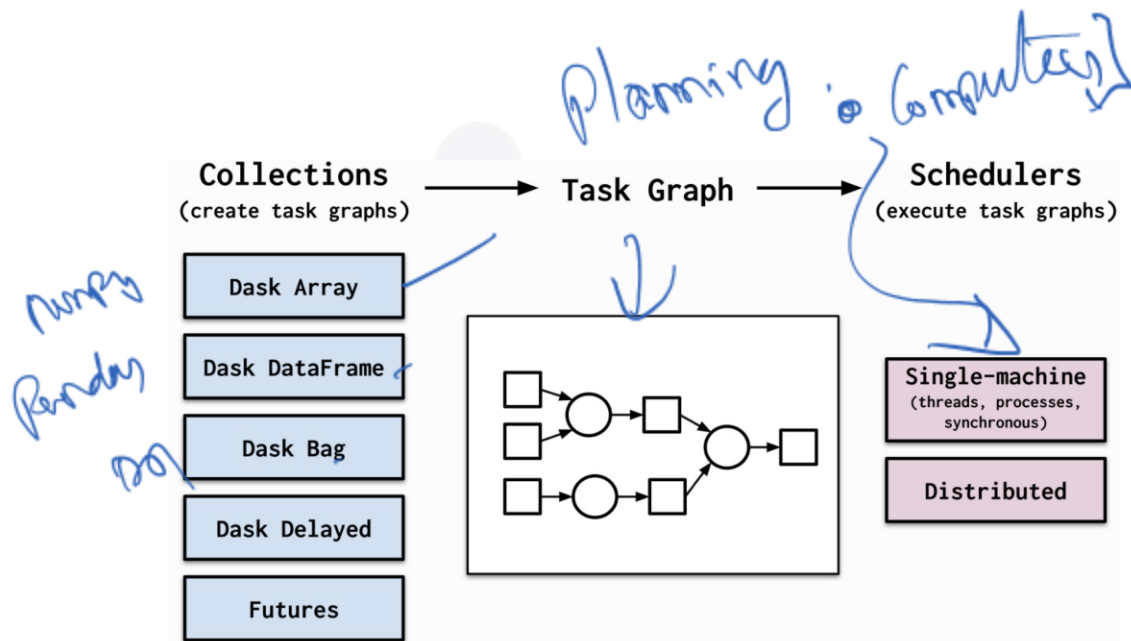 Planning : Computers]
Collections
(create task graphs)
Task Graph
Schedulers
(execute task graphs)
numpy
Dask Array
Pandas
Dask DataFrame
Dask Bag
Dask Delayed
Futures
Single-machine
(threads, processes,
synchronous)
Distributed